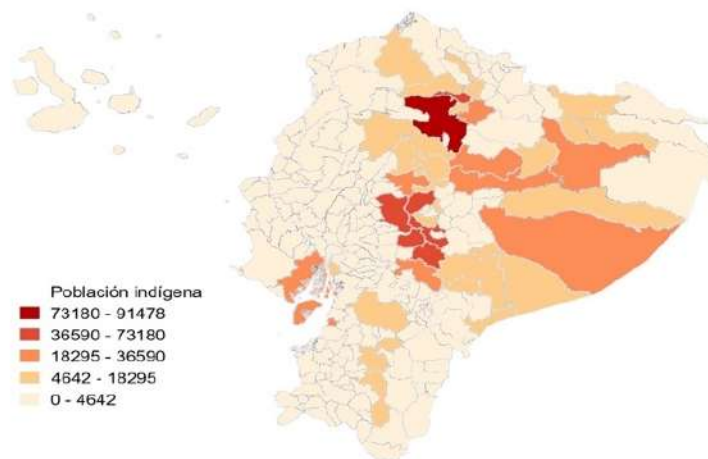 Población indígena
73180 - 91478
36590 - 73180
18295 - 36590
4642 - 18295
0 - 4642